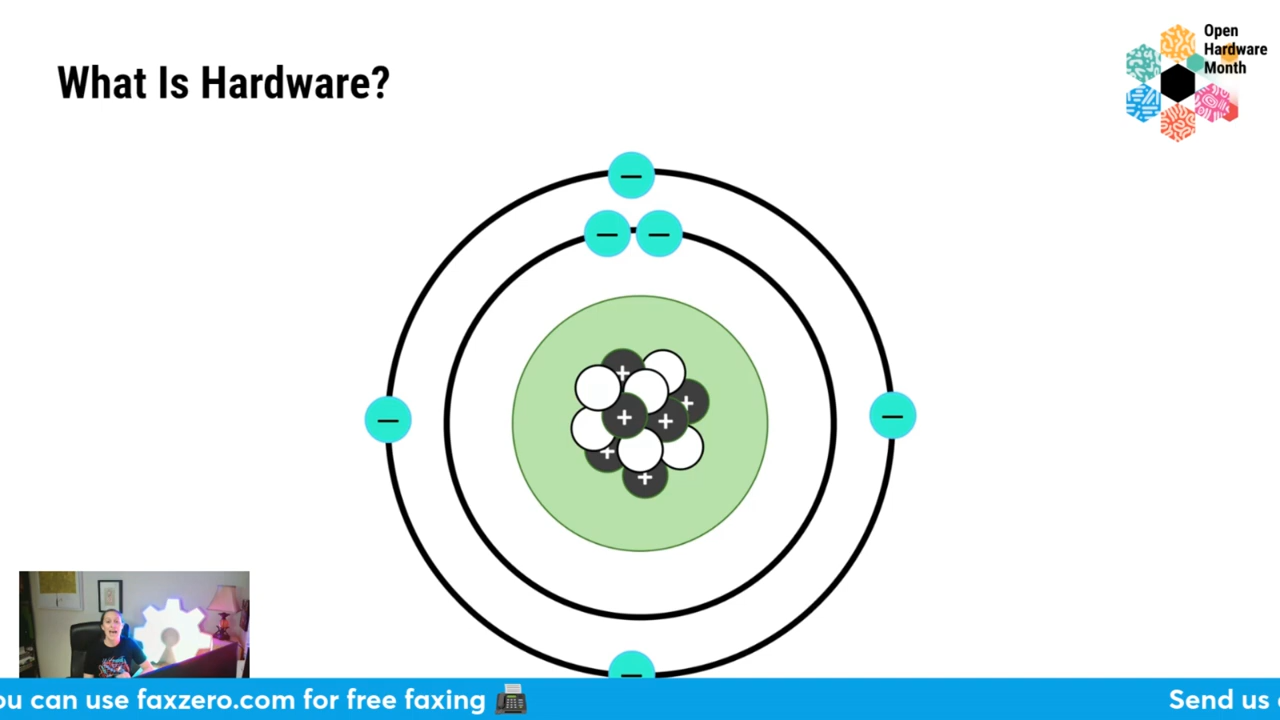 What Is Hardware?
Open
Hardware
Month
−
− −
+
+
+ +
− −
+
+
−
ou can use faxzero.com for free faxing
Send us